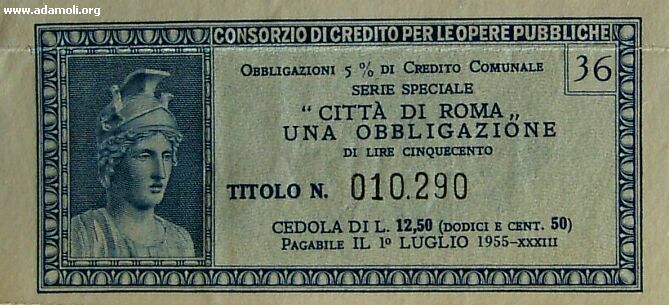 www.adamoli.org
CONSORZIO DI CREDITO PER LE OPERE PUBBLICHE
36
OBBLIGAZIONI 5 % DI CREDITO COMUNALE
SERIE SPECIALE
"CITTÀ DI ROMA„
UNA OBBLIGAZIONE
DI LIRE CINQUECENTO
TITOLO N. 010.290
CEDOLA DI L. 12,50 (DODICI E CENT. 50)
PAGABILE IL 1º LUGLIO 1955-XXXIII